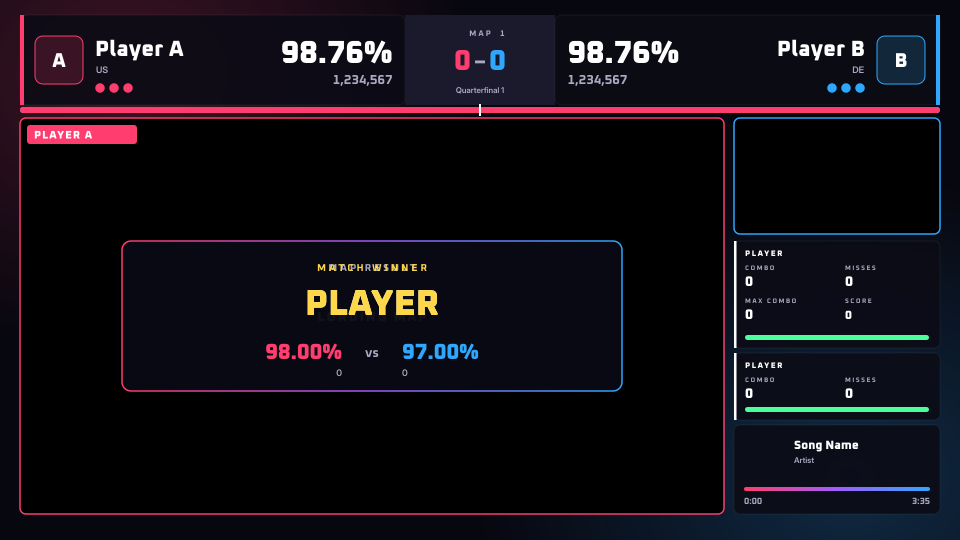 A
Player A
US
98.76%
1,234,567
MAP 1
0–0
Quarterfinal 1
98.76%
1,234,567
Player B
DE
B
PLAYER A
MATCH WINNER
PLAYER
98.00% VS 97.00%
0 0
PLAYER
COMBO MISSES
0 0
MAX COMBO SCORE
0 0
PLAYER
COMBO MISSES
0 0
Song Name
Artist
0:00 3:35